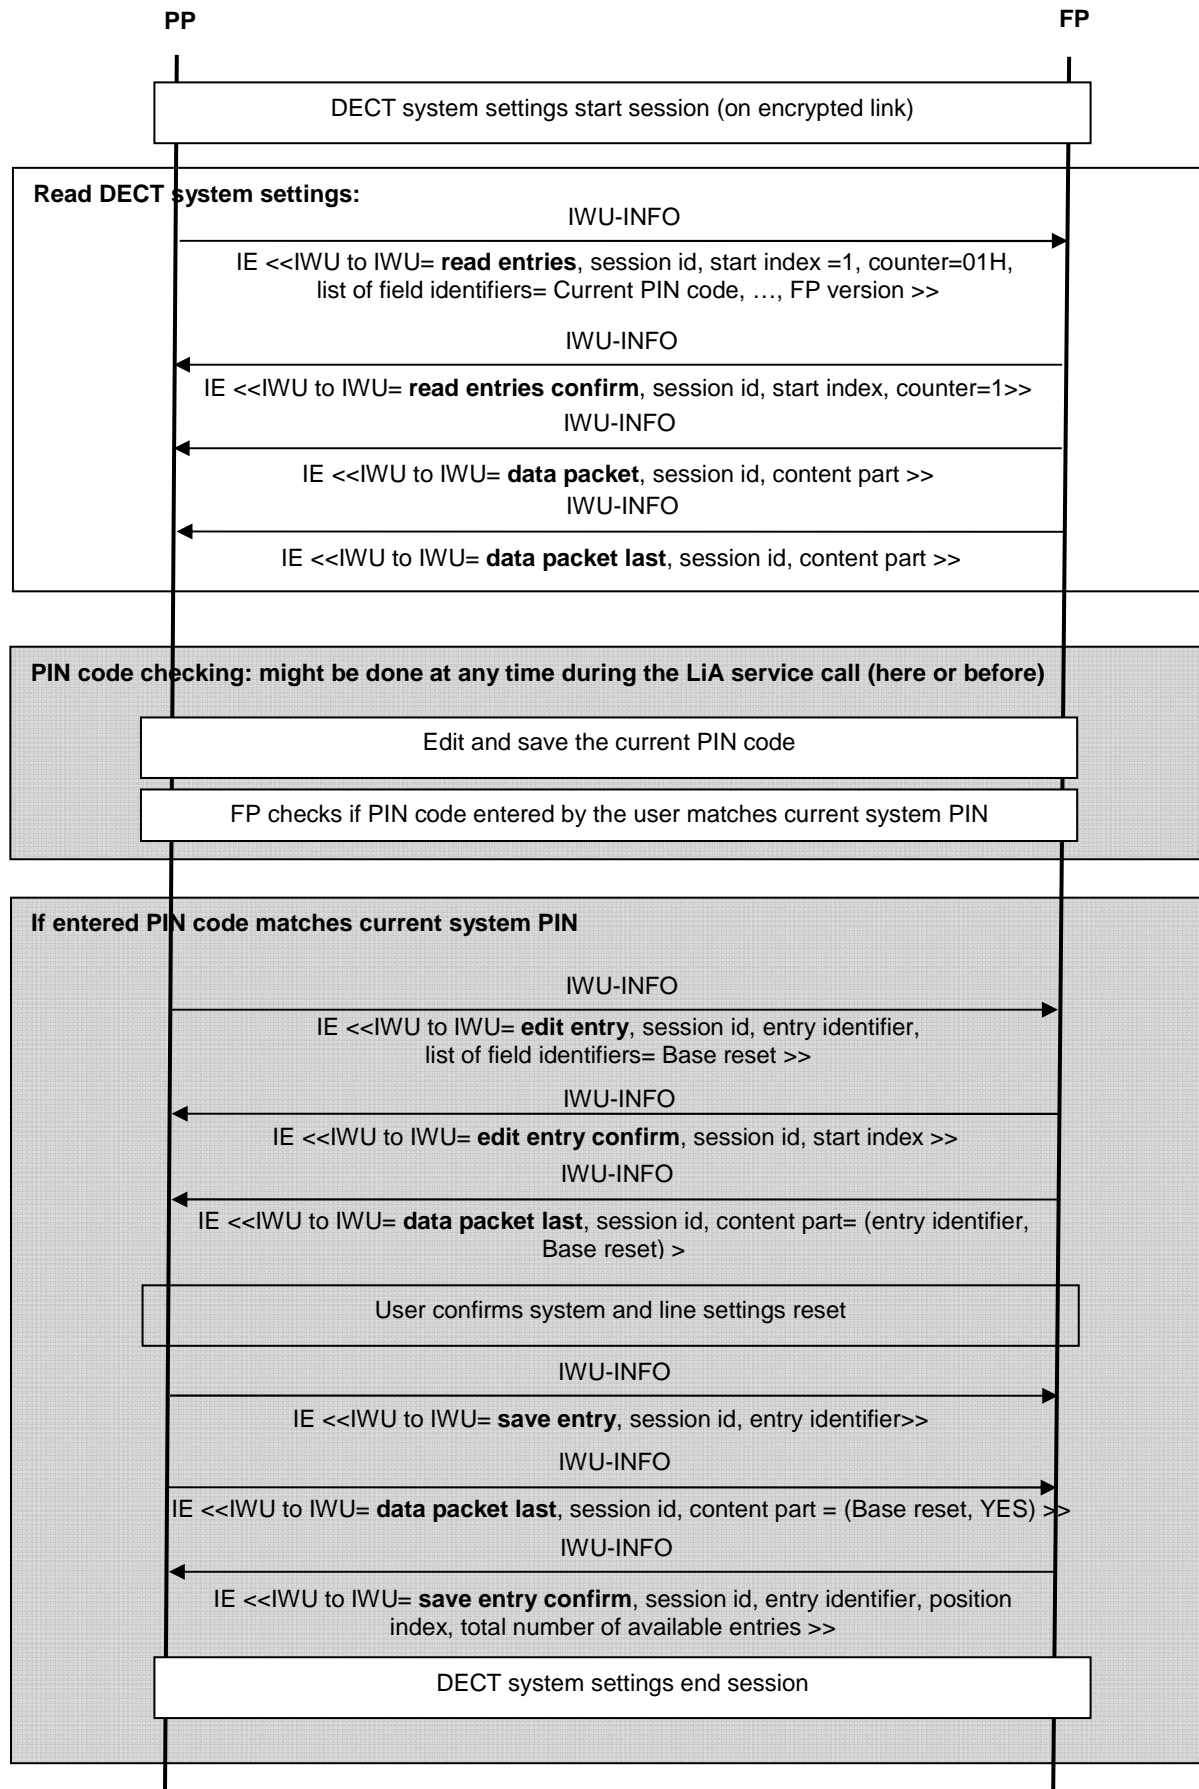 PP
FP
DECT system settings start session (on encrypted link)
Read DECT system settings:
IWU-INFO
IE <<IWU to IWU= read entries, session id, start index =1, counter=01H,
list of field identifiers= Current PIN code, …, FP version >>
IWU-INFO
IE <<IWU to IWU= read entries confirm, session id, start index, counter=1>>
IWU-INFO
IE <<IWU to IWU= data packet, session id, content part >>
IWU-INFO
IE <<IWU to IWU= data packet last, session id, content part >>
PIN code checking: might be done at any time during the LiA service call (here or before)
Edit and save the current PIN code
FP checks if PIN code entered by the user matches current system PIN
If entered PIN code matches current system PIN
IWU-INFO
IE <<IWU to IWU= edit entry, session id, entry identifier,
list of field identifiers= Base reset >>
IWU-INFO
IE <<IWU to IWU= edit entry confirm, session id, start index >>
IWU-INFO
IE <<IWU to IWU= data packet last, session id, content part= (entry identifier,
Base reset) >
User confirms system and line settings reset
IWU-INFO
IE <<IWU to IWU= save entry, session id, entry identifier>>
IWU-INFO
IE <<IWU to IWU= data packet last, session id, content part = (Base reset, YES) >>
IWU-INFO
IE <<IWU to IWU= save entry confirm, session id, entry identifier, position
index, total number of available entries >>
DECT system settings end session